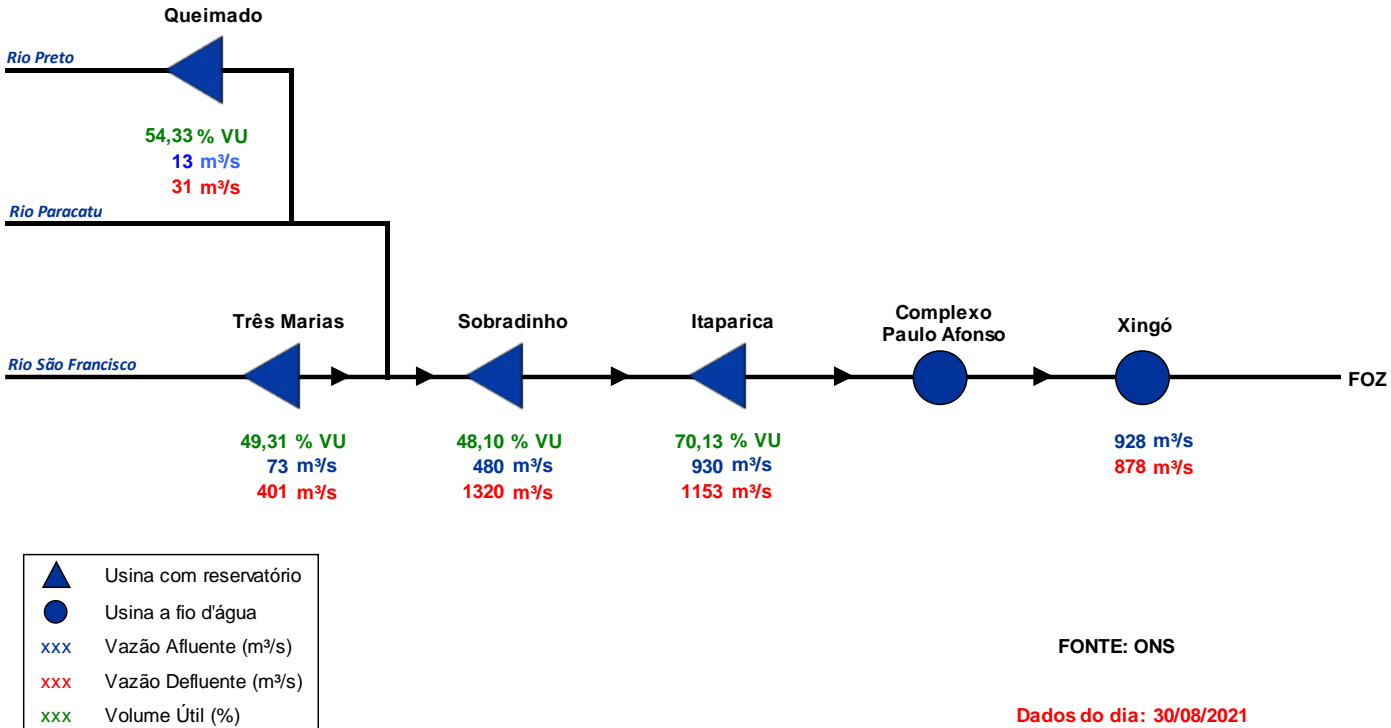 Queimado
Rio Preto
54,33 % VU
13 m³/s
31 m³/s
Rio Paracatu
Três Marias
Sobradinho
Itaparica
Complexo
Paulo Afonso
Xingó
Rio São Francisco
FOZ
49,31 % VU
73 m³/s
401 m³/s
48,10 % VU
480 m³/s
1320 m³/s
70,13 % VU
930 m³/s
1153 m³/s
928 m³/s
878 m³/s
Usina com reservatório
Usina a fio d'água
xxx Vazão Afluente (m³/s)
xxx Vazão Defluente (m³/s)
xxx Volume Útil (%)
FONTE: ONS
Dados do dia: 30/08/2021